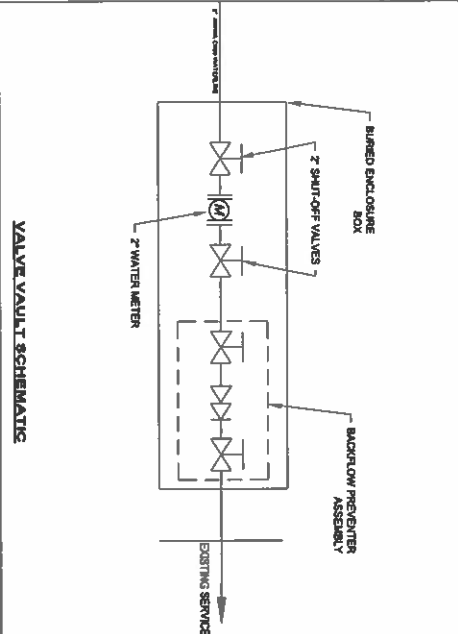 BURIED ENCLOSURE
BOX
2" SHUT-OFF VALVES
M
2" WATER METER
BACKFLOW PREVENTER
ASSEMBLY
EXISTING SERVICE
VALVE VAULT SCHEMATIC